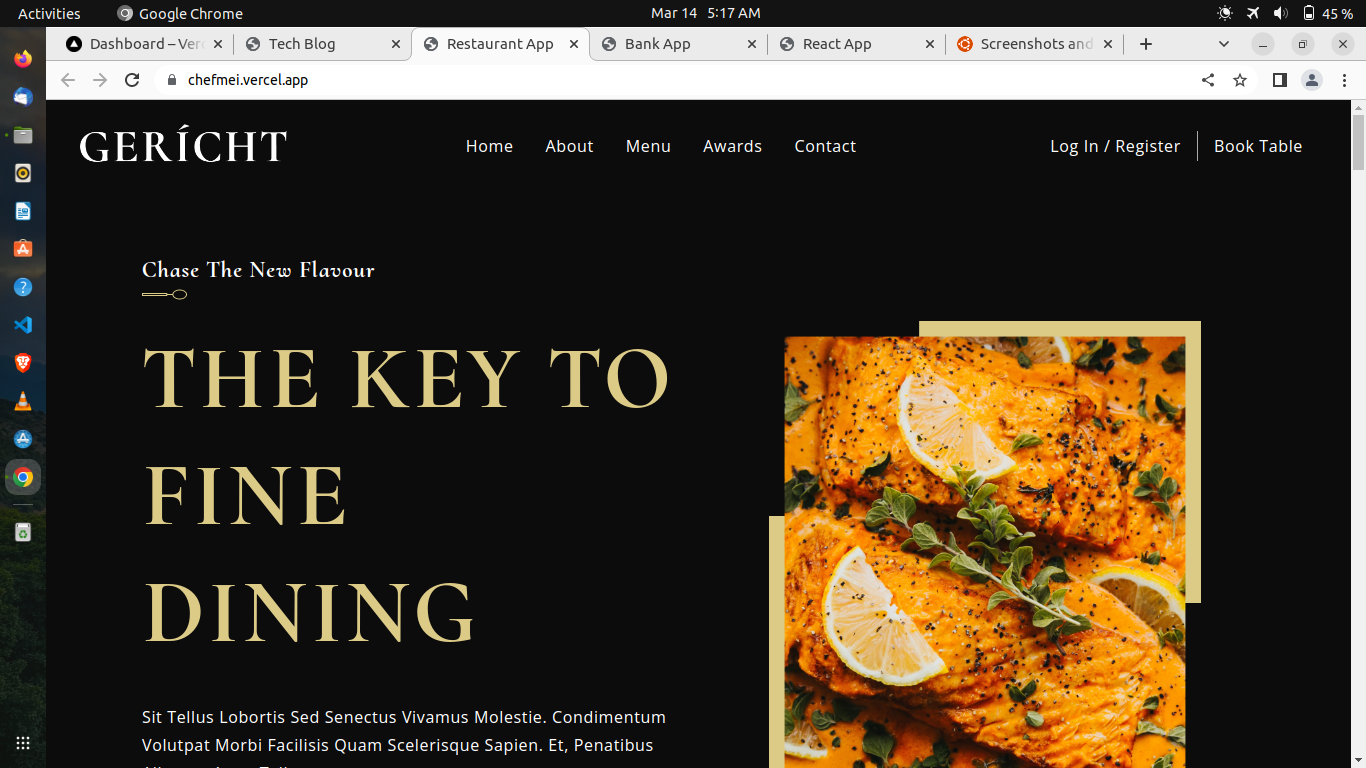 Activities
Google Chrome
Mar 14 5:17 AM
45 %
Dashboard – Ver
Tech Blog
Restaurant App
Bank App
React App
Screenshots and
chefmei.vercel.app
GERÍCHT
Home
About
Menu
Awards
Contact
Log In / Register
Book Table
Chase The New Flavour
THE KEY TO
FINE
DINING
Sit Tellus Lobortis Sed Senectus Vivamus Molestie. Condimentum
Volutpat Morbi Facilisis Quam Scelerisque Sapien. Et, Penatibus